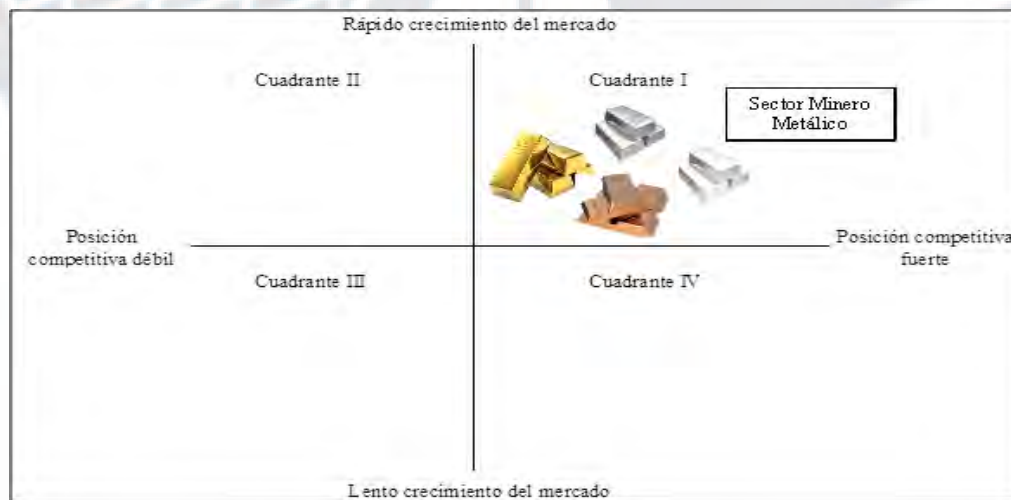 Rápido crecimiento del mercado
Cuadrante II
Cuadrante I
Sector Minero
Metálico
Posición
competitiva débil
Posición competitiva
fuerte
Cuadrante III
Cuadrante IV
Lento crecimiento del mercado